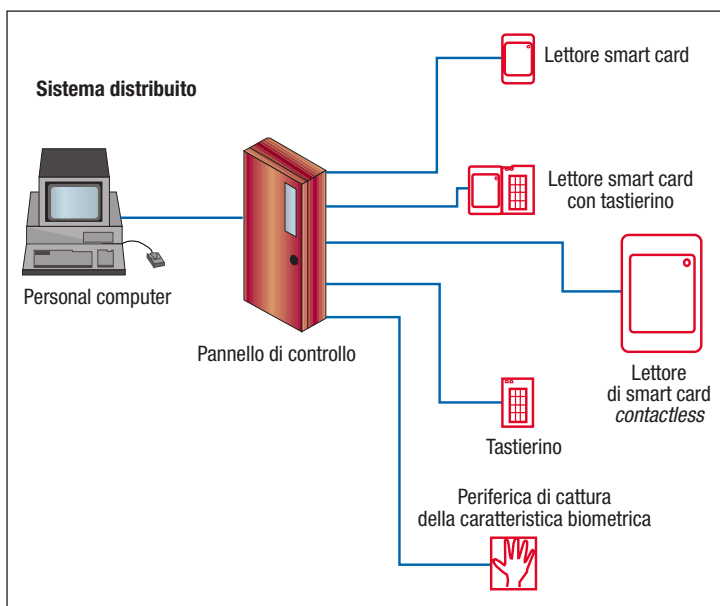 Lettore smart card
Sistema distribuito
Lettore smart card
con tastierino
Personal computer
Pannello di controllo
Lettore
di smart card
contactless
Tastierino
Periferica di cattura
della caratteristica biometrica